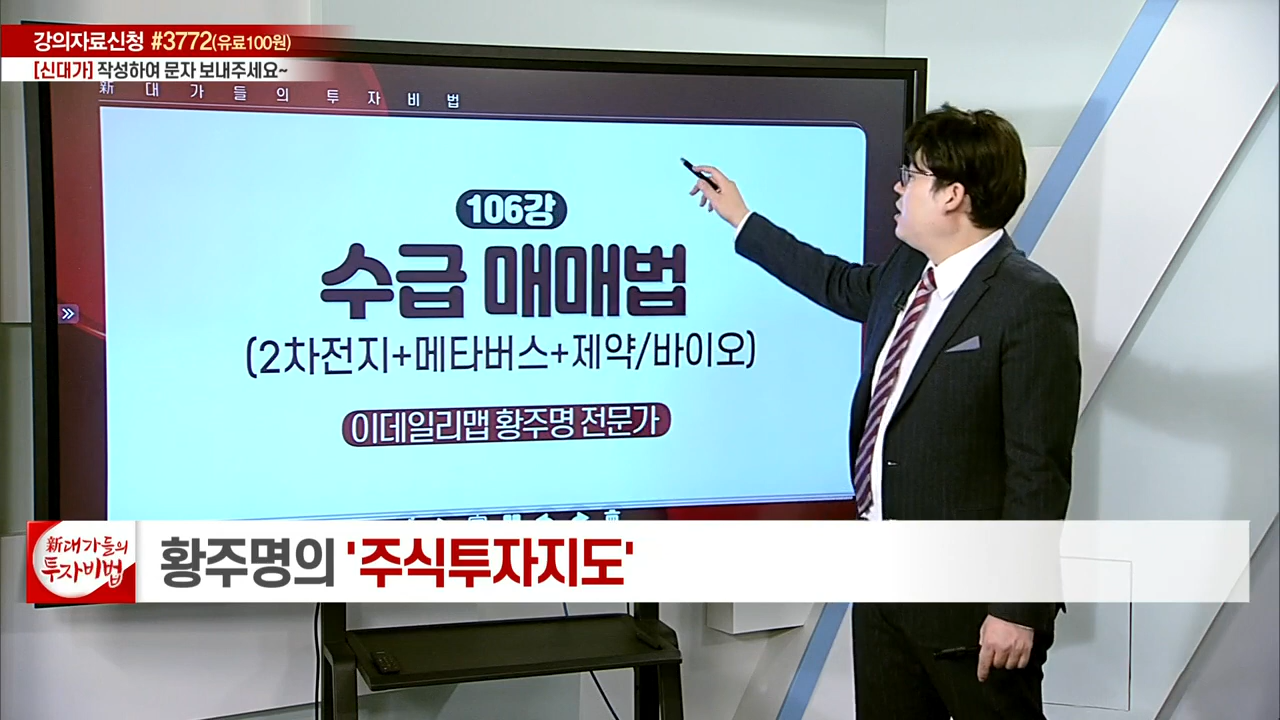 강의자료신청 #3772(유료100원)
[신대가] 작성하여 문자 보내주세요~
新 대 가 들 의 투 자 비 법
106강
수급 매매법
(2차전지+메타버스+제약/바이오)
이데일리맵 황주명 전문가
新대가들의
투자비법
황주명의 '주식투자지도'